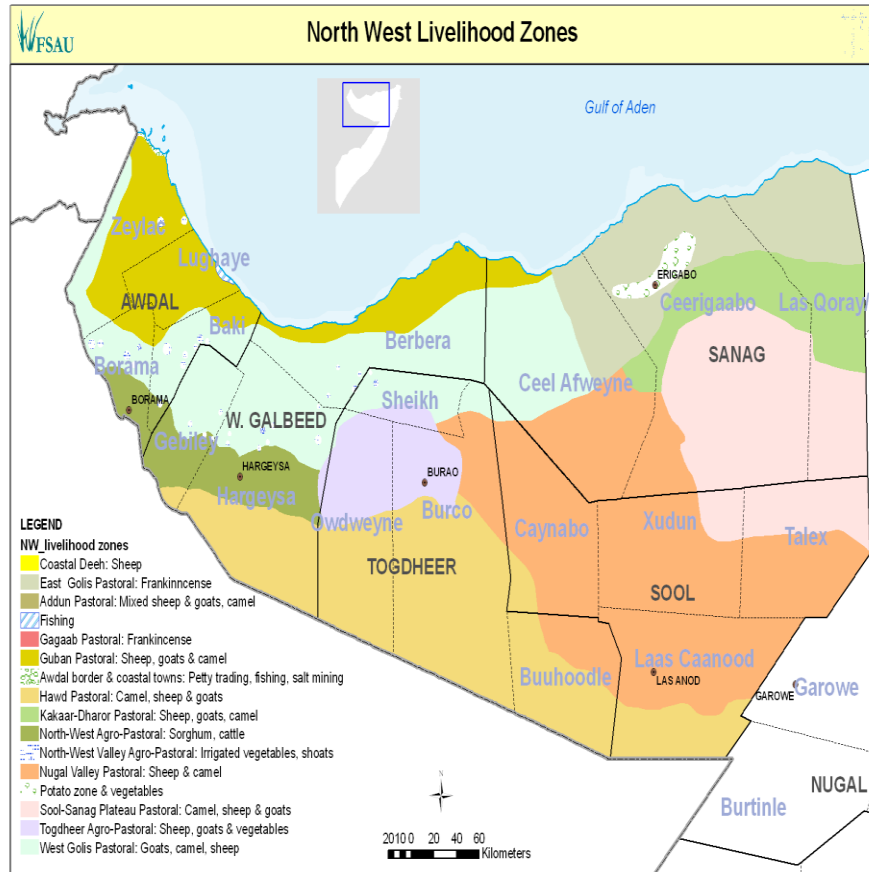 FSAU
North West Livelihood Zones
Gulf of Aden
Zeylac
Lughaye
ERIGABO
Ceerigaabo
Las Qoray/
AWDAL
Baki
Berbera
SANAG
Borama
Ceel Afweyne
Sheikh
BORAMA
W. GALBEED
Gebiley
HARGEYSA
BURAO
Hargeysa
Owdweyne
Burco
Caynabo
Xudun
Talex
TOGDHEER
SOOL
Laas Caanood
Buuhoodle
LAS ANOD
Garowe
GAROWE
NUGAL
Burtinle
LEGEND
NW_livelihood zones
Coastal Deeh: Sheep
East Golis Pastoral: Frankinncense
Addun Pastoral: Mixed sheep & goats, camel
Fishing
Gagaab Pastoral: Frankincense
Guban Pastoral: Sheep, goats & camel
Awdal border & coastal towns: Petty trading, fishing, salt mining
Hawd Pastoral: Camel, sheep & goats
Kakaar-Dharor Pastoral: Sheep, goats, camel
North-West Agro-Pastoral: Sorghum, cattle
North-West Valley Agro-Pastoral: Irrigated vegetables, shoats
Nugal Valley Pastoral: Sheep & camel
Potato zone & vegetables
Sool-Sanag Plateau Pastoral: Camel, sheep & goats
Togdheer Agro-Pastoral: Sheep, goats & vegetables
West Golis Pastoral: Goats, camel, sheep
N
20 10 0 20 40 60
Kilometers